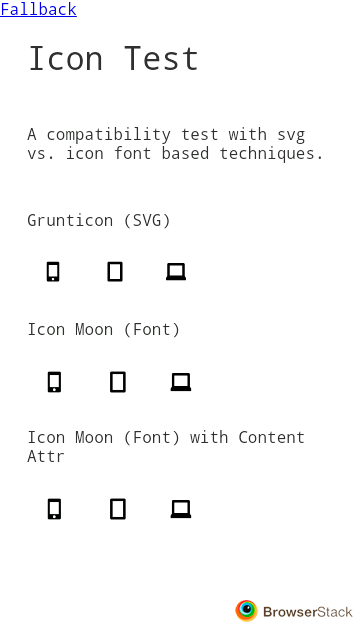 Fallback
Icon Test
A compatibility test with svg
vs. icon font based techniques.
Grunticon (SVG)
Icon Moon (Font)
Icon Moon (Font) with Content
Attr
BrowserStack